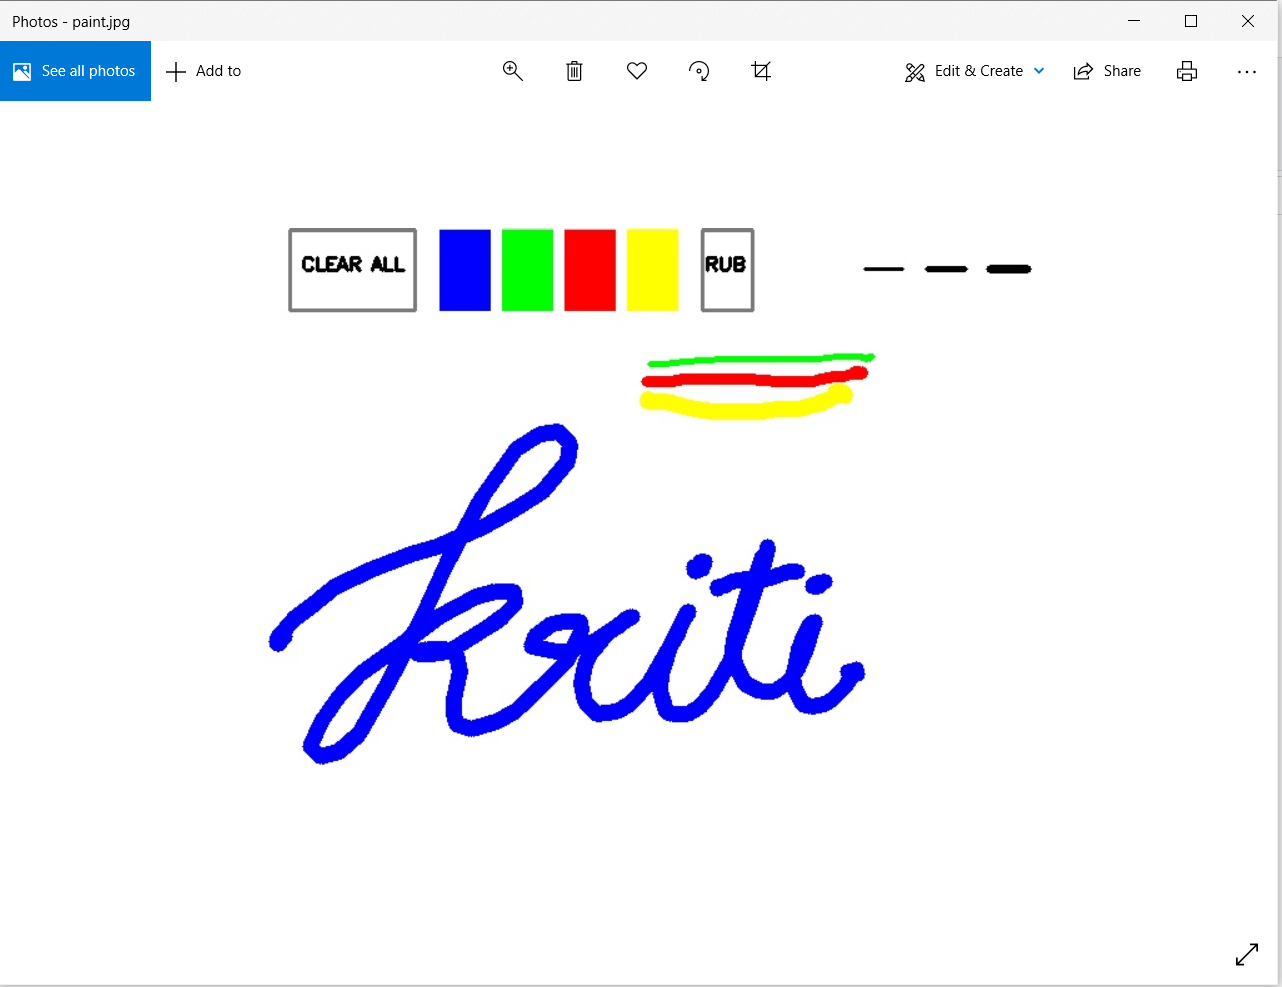 Photos - paint.jpg
See all photos
Add to
Edit & Create
Share
CLEAR ALL
RUB
kriti